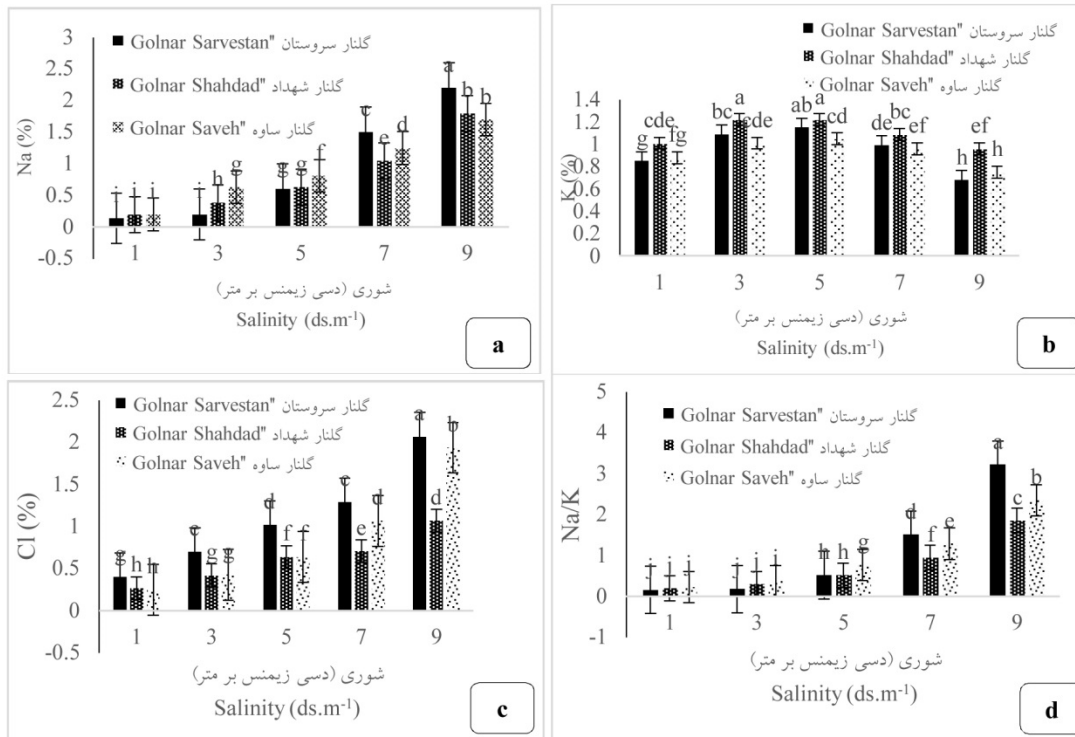 3
2.5
2
1.5
1
0.5
0
-0.5
Na (%)
Golnar Sarvestan" گلنار سروستان
Golnar Shahdad" گلنار شهداد
Golnar Saveh" گلنار ساوه
i i i
i h g
g g f
c e d
a b b
1 3 5 7 9
شوری (دسی زیمنس بر متر)
Salinity (ds.m⁻¹)
a
Golnar Sarvestan" گلنار سروستان
Golnar Shahdad" گلنار شهداد
Golnar Saveh" گلنار ساوه
1.4
1.2
1
0.8
0.6
0.4
0.2
0
K (%)
g cde fg
bc a cde
ab a cd
de bc ef
h ef h
1 3 5 7 9
شوری (دسی زیمنس بر متر)
Salinity (ds.m⁻¹)
b
2.5
2
1.5
1
0.5
0
-0.5
Cl (%)
Golnar Sarvestan" گلنار سروستان
Golnar Shahdad" گلنار شهداد
Golnar Saveh" گلنار ساوه
g h h
e g g
d f f
c e d
a d b
1 3 5 7 9
شوری (دسی زیمنس بر متر)
Salinity (ds.m⁻¹)
c
5
4
3
2
1
0
-1
Na/K
Golnar Sarvestan" گلنار سروستان
Golnar Shahdad" گلنار شهداد
Golnar Saveh" گلنار ساوه
h h g
d f e
a c b
1 3 5 7 9
شوری (دسی زیمنس بر متر)
Salinity (ds.m⁻¹)
d